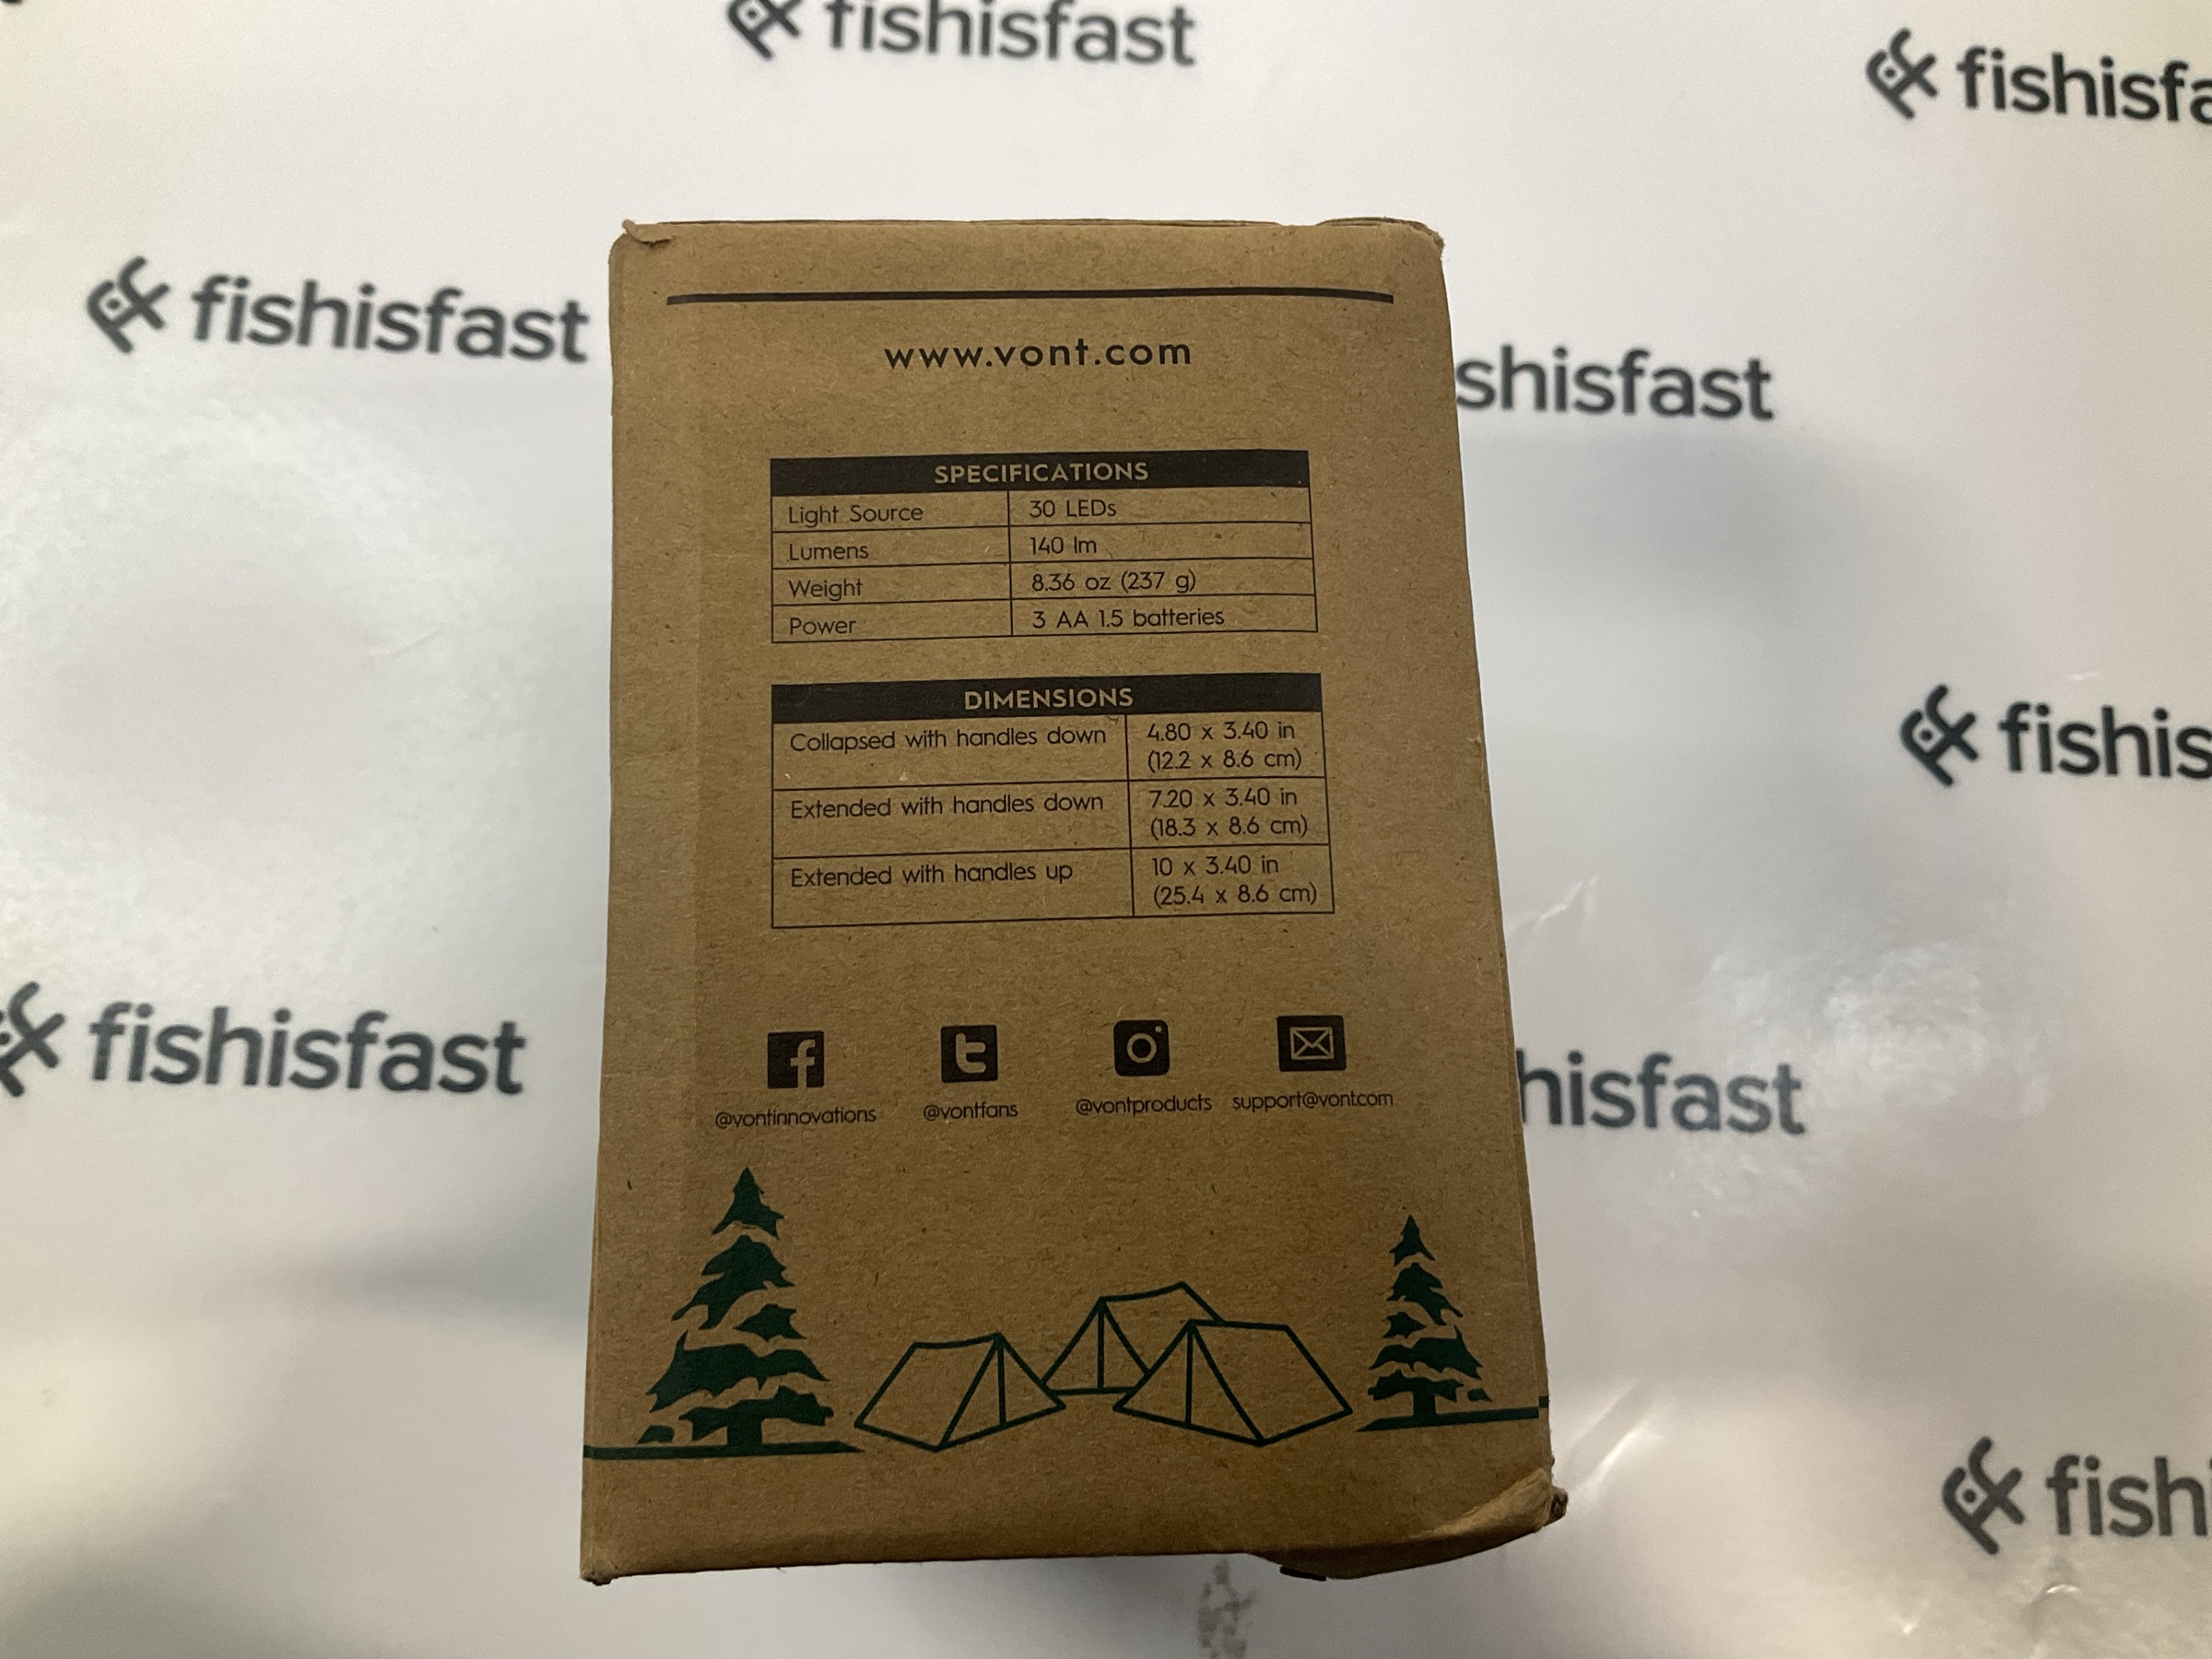 fishisfast
fishisfa
fishisfast
shisfast
www.vont.com
SPECIFICATIONS
Light Source 30 LEDs
Lumens 140 lm
Weight 8.36 oz (237 g)
Power 3 AA 1.5 batteries
DIMENSIONS
Collapsed with handles down 4.80 x 3.40 in
(12.2 x 8.6 cm)
Extended with handles down 7.20 x 3.40 in
(18.3 x 8.6 cm)
Extended with handles up 10 x 3.40 in
(25.4 x 8.6 cm)
fishis
fishisfast
hisfast
@vontinnovations @vontfans @vontproducts support@vont.com
fish